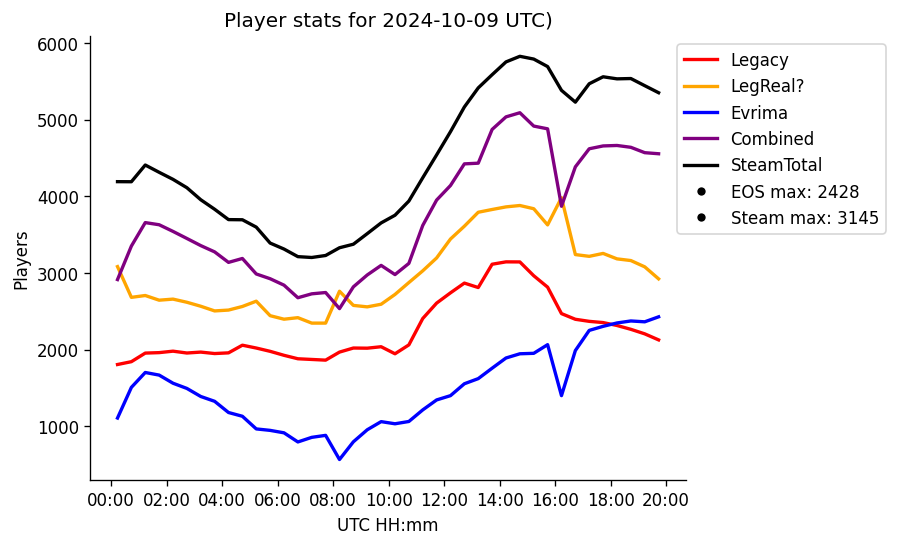 Player stats for 2024-10-09 UTC)
6000
5000
4000
3000
2000
1000
Players
00:00 02:00 04:00 06:00 08:00 10:00 12:00 14:00 16:00 18:00 20:00
UTC HH:mm
Legacy
LegReal?
Evrima
Combined
SteamTotal
EOS max: 2428
Steam max: 3145